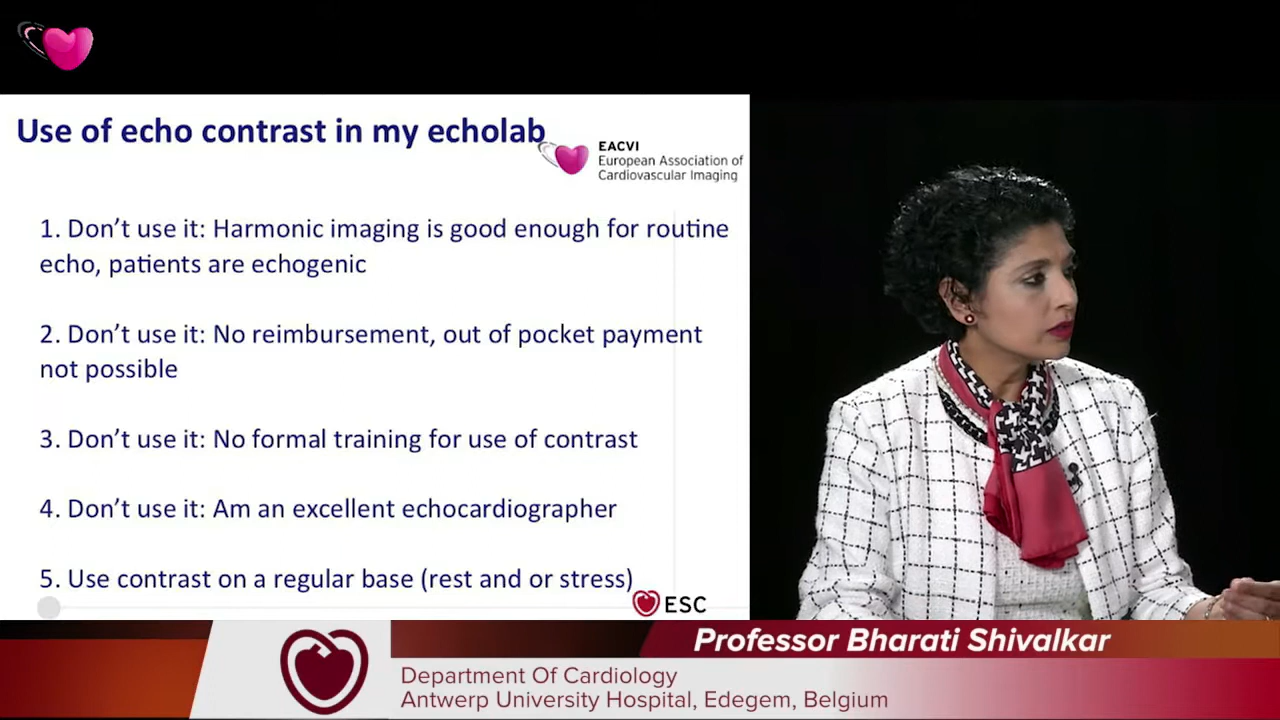 Use of echo contrast in my echolab
EACVI
European Association of
Cardiovascular Imaging
1. Don't use it: Harmonic imaging is good enough for routine
echo, patients are echogenic
2. Don't use it: No reimbursement, out of pocket payment
not possible
3. Don't use it: No formal training for use of contrast
4. Don't use it: Am an excellent echocardiographer
5. Use contrast on a regular base (rest and or stress)
ESC
Professor Bharati Shivalkar
Department Of Cardiology
Antwerp University Hospital, Edegem, Belgium